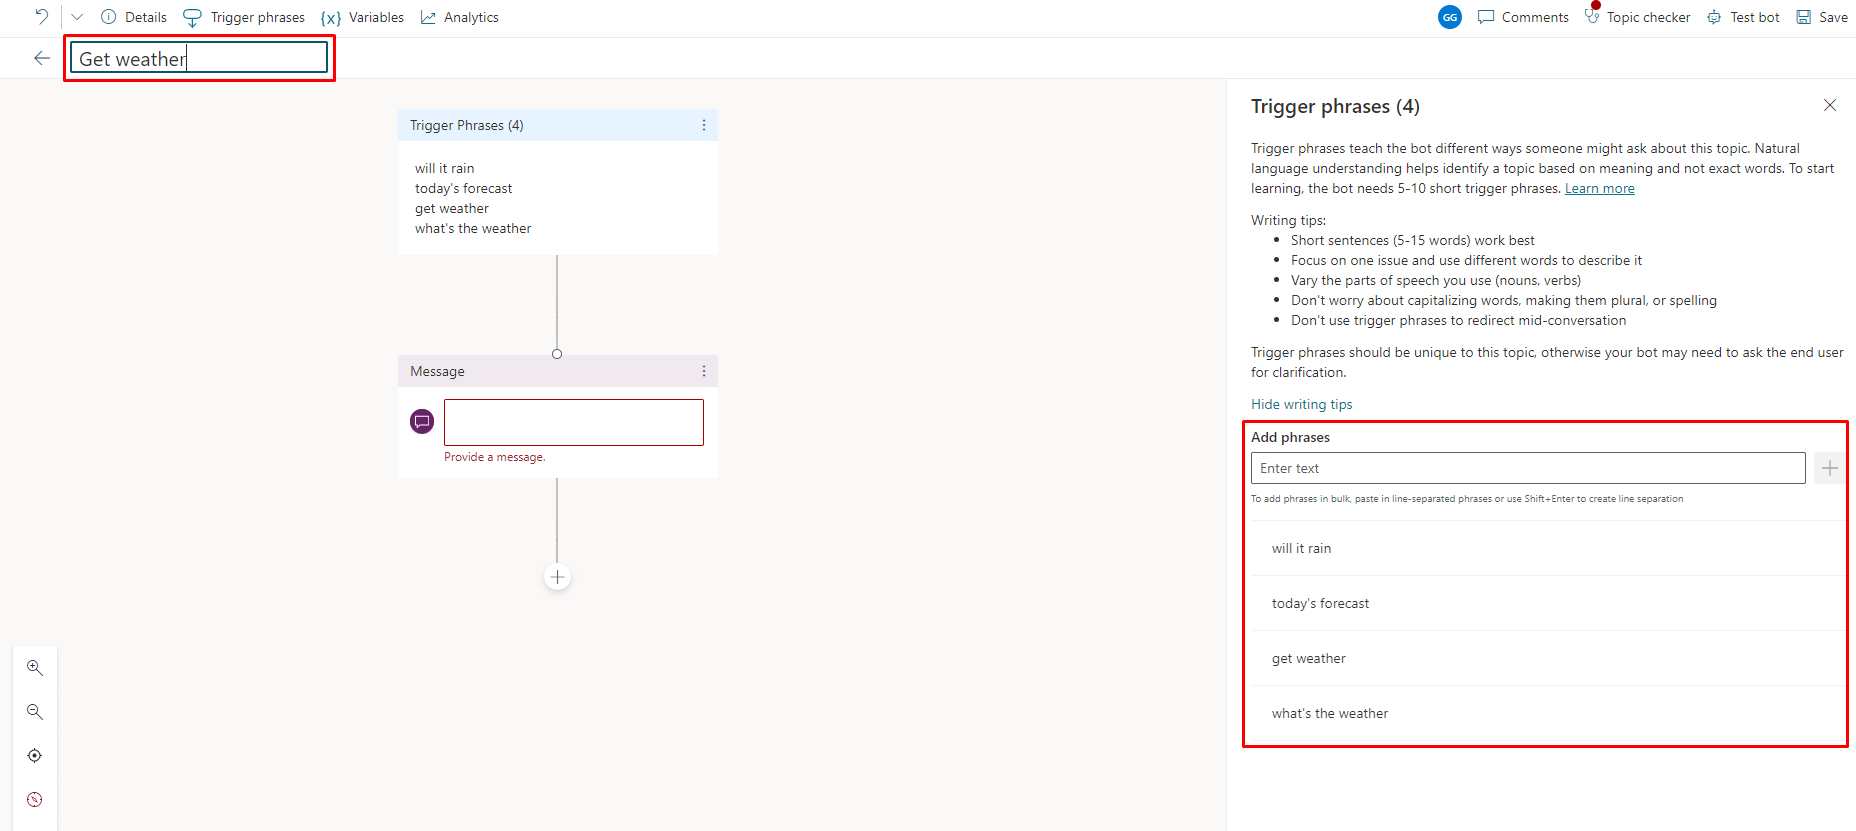 Details Trigger phrases {x} Variables Analytics GG Comments Topic checker Test bot Save
Get weather
Trigger Phrases (4)
will it rain
today's forecast
get weather
what's the weather
Message
Provide a message.
Trigger phrases (4)
Trigger phrases teach the bot different ways someone might ask about this topic. Natural
language understanding helps identify a topic based on meaning and not exact words. To start
learning, the bot needs 5-10 short trigger phrases. Learn more
Writing tips:
• Short sentences (5-15 words) work best
• Focus on one issue and use different words to describe it
• Vary the parts of speech you use (nouns, verbs)
• Don't worry about capitalizing words, making them plural, or spelling
• Don't use trigger phrases to redirect mid-conversation
Trigger phrases should be unique to this topic, otherwise your bot may need to ask the end user
for clarification.
Hide writing tips
Add phrases
Enter text
To add phrases in bulk, paste in line-separated phrases or use Shift+Enter to create line separation
will it rain
today's forecast
get weather
what's the weather